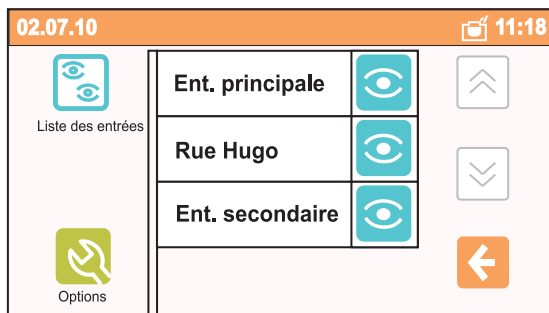 02.07.10 11:18
Liste des entrées
Ent. principale
Rue Hugo
Ent. secondaire
Options